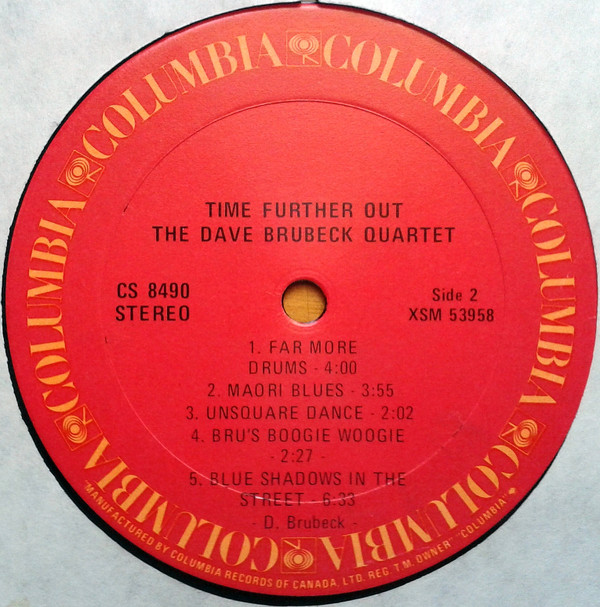 COLUMBIA COLUMBIA COLUMBIA COLUMBIA COLUMBIA COLUMBIA COLUMBIA COLUMBIA
TIME FURTHER OUT
THE DAVE BRUBECK QUARTET
CS 8490
STEREO
Side 2
XSM 53958
1. FAR MORE
DRUMS - 4:00
2. MAORI BLUES - 3:55
3. UNSQUARE DANCE - 2:02
4. BRU'S BOOGIE WOOGIE
- 2:27 -
5. BLUE SHADOWS IN THE
STREET - 6:33
- D. Brubeck -
"MANUFACTURED BY COLUMBIA RECORDS OF CANADA, LTD. REG. T.M. OWNER" "COLUMBIA"